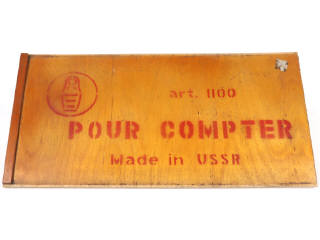 art. 1100
POUR COMPTER
Made in USSR